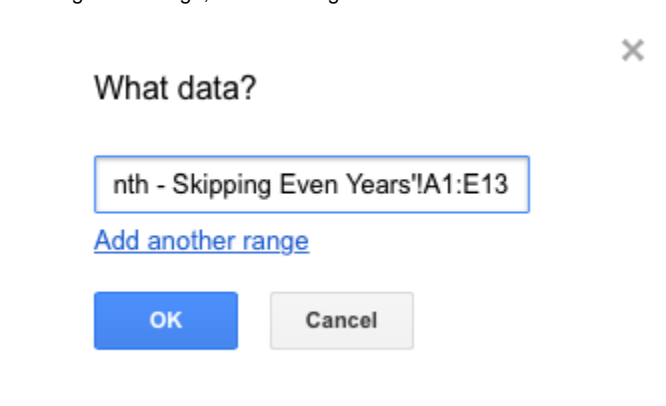 What data?
nth - Skipping Even Years'!A1:E13
Add another range
OK
Cancel